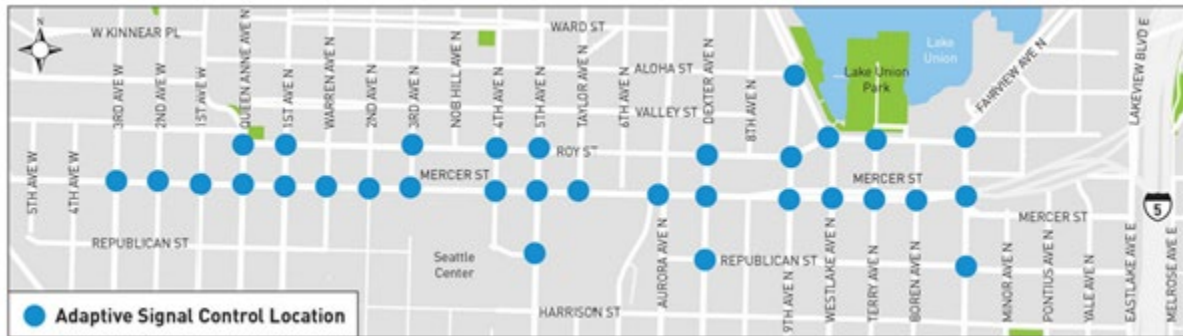 N
W KINNEAR PL
WARD ST
ALOHA ST
VALLEY ST
ROY ST
MERCER ST
MERCER ST
MERCER ST
REPUBLICAN ST
REPUBLICAN ST
HARRISON ST
5TH AVE W
4TH AVE W
3RD AVE W
2ND AVE W
1ST AVE W
QUEEN ANNE AVE N
1ST AVE N
WARREN AVE N
2ND AVE N
3RD AVE N
NOB HILL AVE N
4TH AVE N
5TH AVE N
TAYLOR AVE N
6TH AVE N
DEXTER AVE N
8TH AVE N
Lake Union
Park
Lake
Union
FAIRVIEW AVE N
LAKEVIEW BLVD E
Seattle
Center
AURORA AVE N
9TH AVE N
WESTLAKE AVE N
TERRY AVE N
BOREN AVE N
MINOR AVE N
PONTIUS AVE N
YALE AVE N
EASTLAKE AVE E
MELROSE AVE E
5
Adaptive Signal Control Location